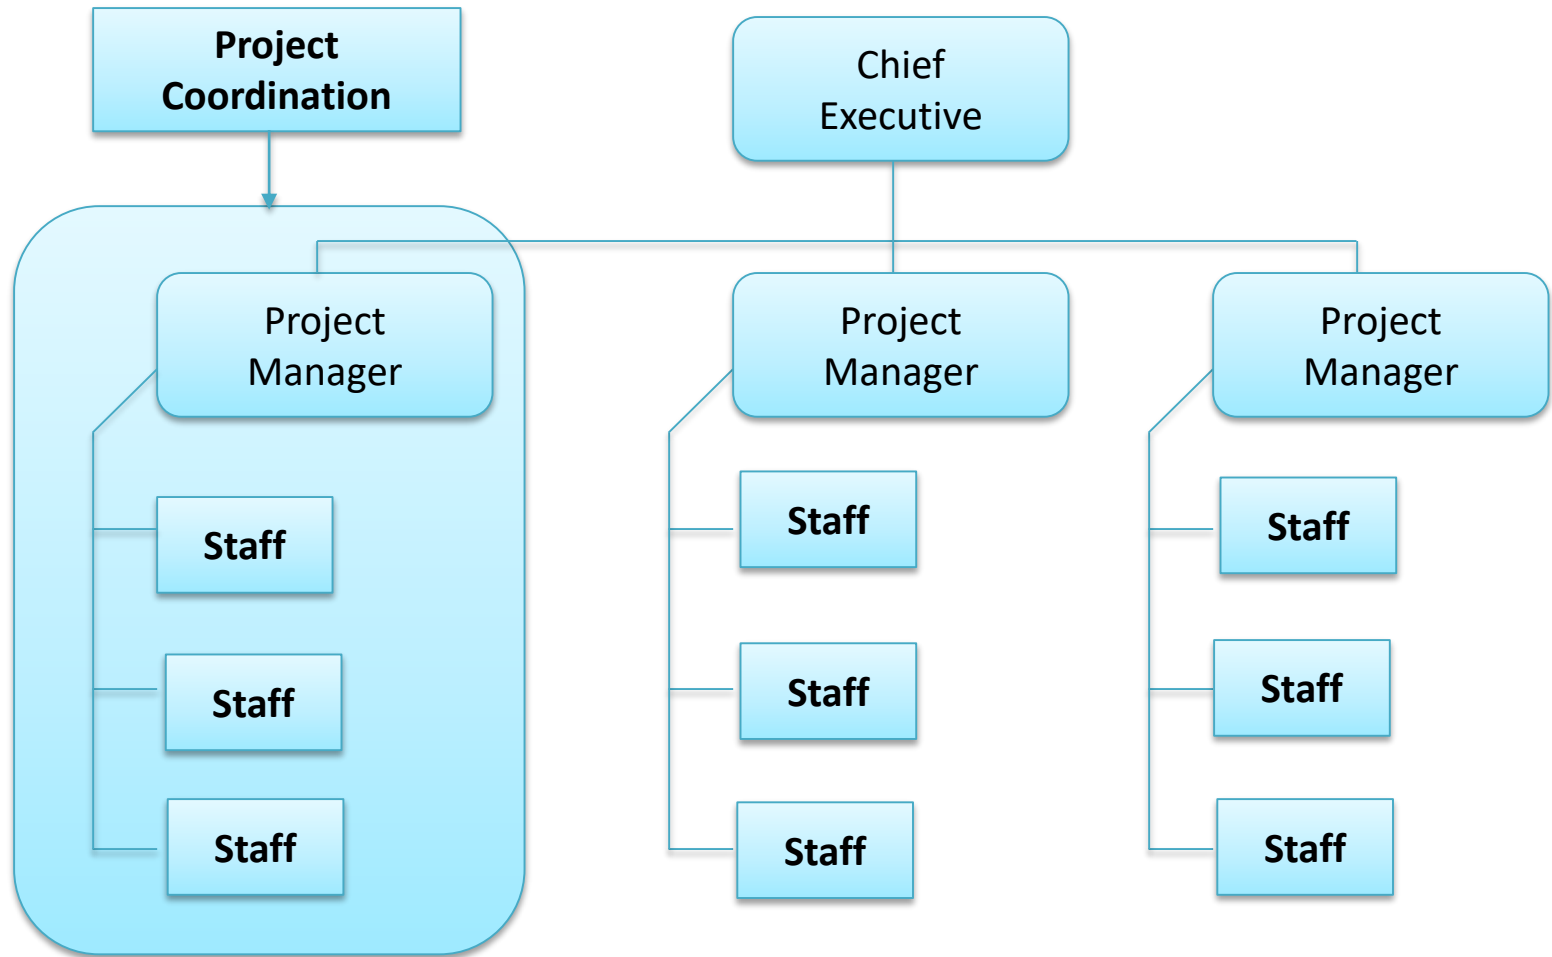 Project
Coordination
Chief
Executive
Project
Manager
Project
Manager
Project
Manager
Staff
Staff
Staff
Staff
Staff
Staff
Staff
Staff
Staff